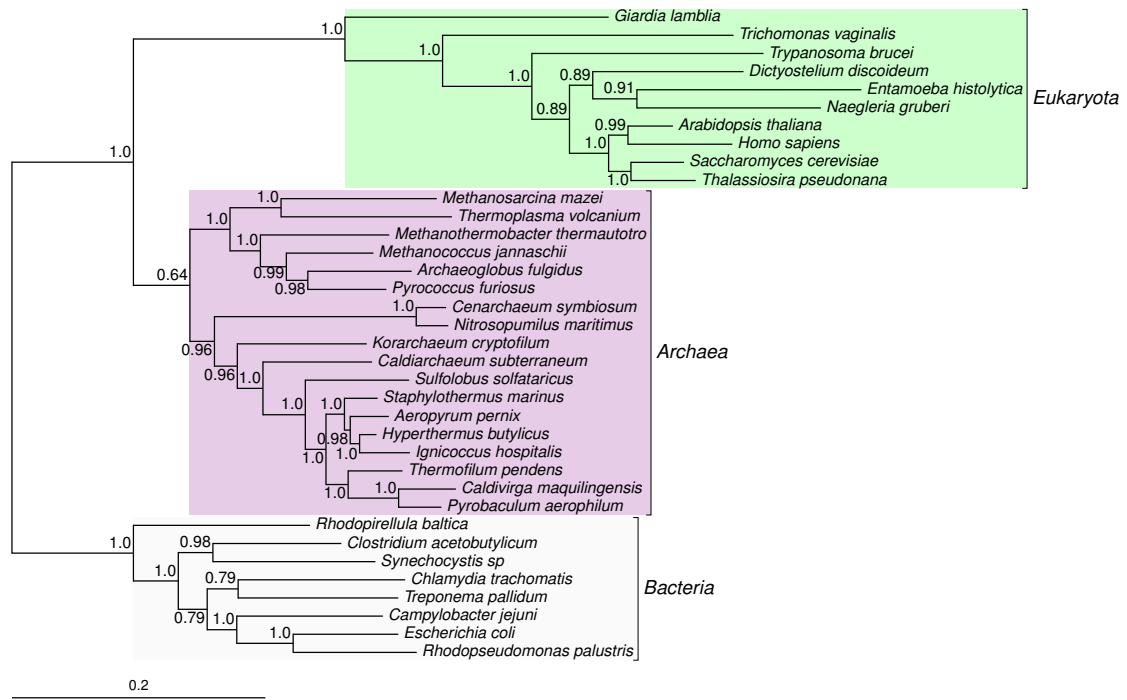 1.0
Giardia lamblia
1.0
Trichomonas vaginalis
1.0
Trypanosoma brucei
0.89
Dictyostelium discoideum
0.91
Entamoeba histolytica
Eukaryota
0.89
Naegleria gruberi
0.99
Arabidopsis thaliana
1.0
Homo sapiens
1.0
Saccharomyces cerevisiae
1.0
Thalassiosira pseudonana
1.0
Methanosarcina mazei
1.0
Thermoplasma volcanium
1.0
Methanothermobacter thermautotro
Methanococcus jannaschii
0.64
0.99
Archaeoglobus fulgidus
0.98
Pyrococcus furiosus
1.0
Cenarchaeum symbiosum
Nitrosopumilus maritimus
0.96
Korarchaeum cryptofilum
Archaea
0.96
1.0
Caldiarchaeum subterraneum
Sulfolobus solfataricus
1.0
1.0
Staphylothermus marinus
Aeropyrum pernix
0.98
Hyperthermus butylicus
1.0
1.0
Ignicoccus hospitalis
Thermofilum pendens
1.0
1.0
Caldivirga maquilingensis
Pyrobaculum aerophilum
Rhodopirellula baltica
1.0
0.98
Clostridium acetobutylicum
Synechocystis sp
1.0
0.79
Chlamydia trachomatis
Bacteria
Treponema pallidum
0.79
1.0
Campylobacter jejuni
1.0
Escherichia coli
Rhodopseudomonas palustris
0.2